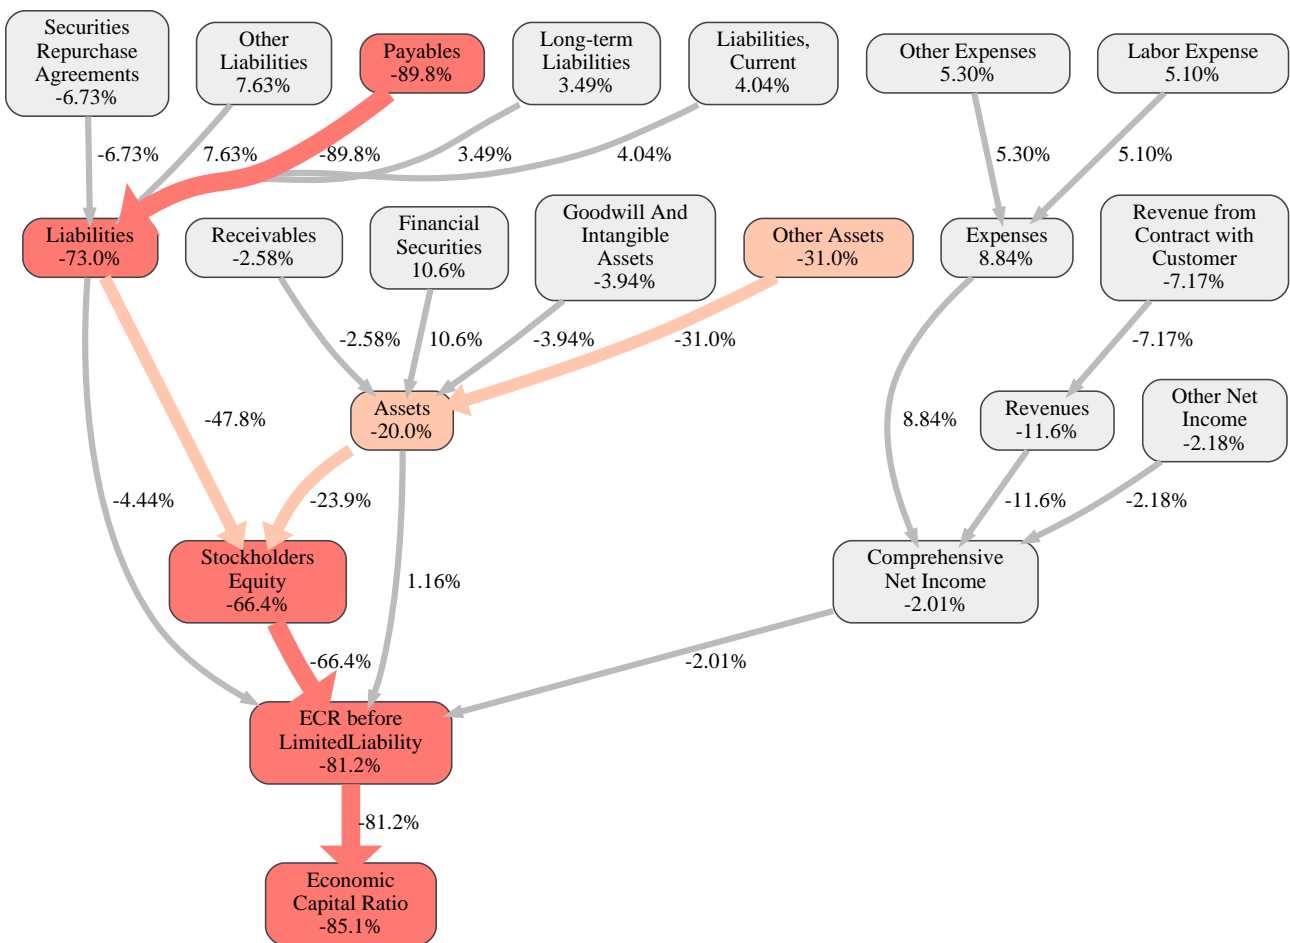 Securities
Repurchase
Agreements
-6.73%
Other
Liabilities
7.63%
Payables
-89.8%
Long-term
Liabilities
3.49%
Liabilities,
Current
4.04%
Other Expenses
5.30%
Labor Expense
5.10%
-6.73%
7.63%
-89.8%
3.49%
4.04%
5.30%
5.10%
Liabilities
-73.0%
Receivables
-2.58%
Financial
Securities
10.6%
Goodwill And
Intangible
Assets
-3.94%
Other Assets
-31.0%
Expenses
8.84%
Revenue from
Contract with
Customer
-7.17%
-2.58%
10.6%
-3.94%
-31.0%
-7.17%
Assets
-20.0%
Revenues
-11.6%
Other Net
Income
-2.18%
-47.8%
8.84%
-4.44%
-23.9%
-11.6%
-2.18%
Stockholders
Equity
-66.4%
1.16%
Comprehensive
Net Income
-2.01%
-66.4%
-2.01%
ECR before
LimitedLiability
-81.2%
-81.2%
Economic
Capital Ratio
-85.1%